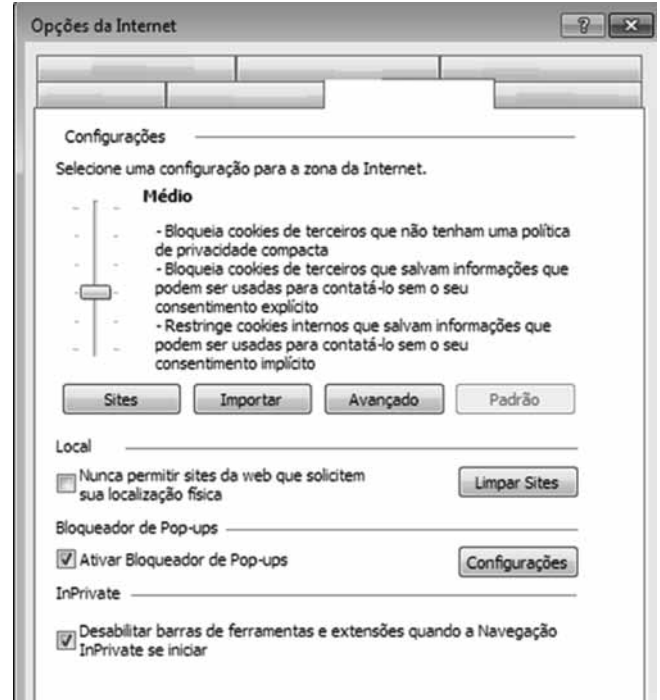 Opções da Internet
Configurações
Selecione uma configuração para a zona da Internet.
Médio
- Bloqueia cookies de terceiros que não tenham uma política
de privacidade compacta
- Bloqueia cookies de terceiros que salvam informações que
podem ser usadas para contatá-lo sem o seu
consentimento explícito
- Restringe cookies internos que salvam informações que
podem ser usadas para contatá-lo sem o seu
consentimento implícito
Sites Importar Avançado Padrão
Local
Nunca permitir sites da web que solicitem
sua localização física
Limpar Sites
Bloqueador de Pop-ups
Ativar Bloqueador de Pop-ups
Configurações
InPrivate
Desabilitar barras de ferramentas e extensões quando a Navegação
InPrivate se iniciar